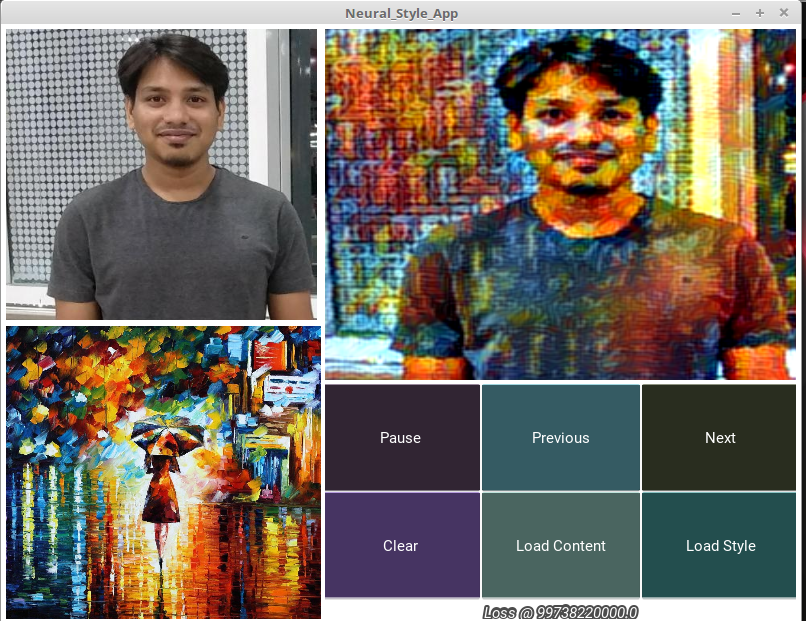 Neural_Style_App
Pause
Previous
Next
Clear
Load Content
Load Style
Loss @ 99738220000.0